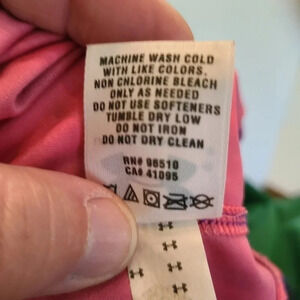 MACHINE WASH COLD
WITH LIKE COLORS.
NON CHLORINE BLEACH
ONLY AS NEEDED
DO NOT USE SOFTENERS
TUMBLE DRY LOW
DO NOT IRON
DO NOT DRY CLEAN
RN# 96510
CA# 41095